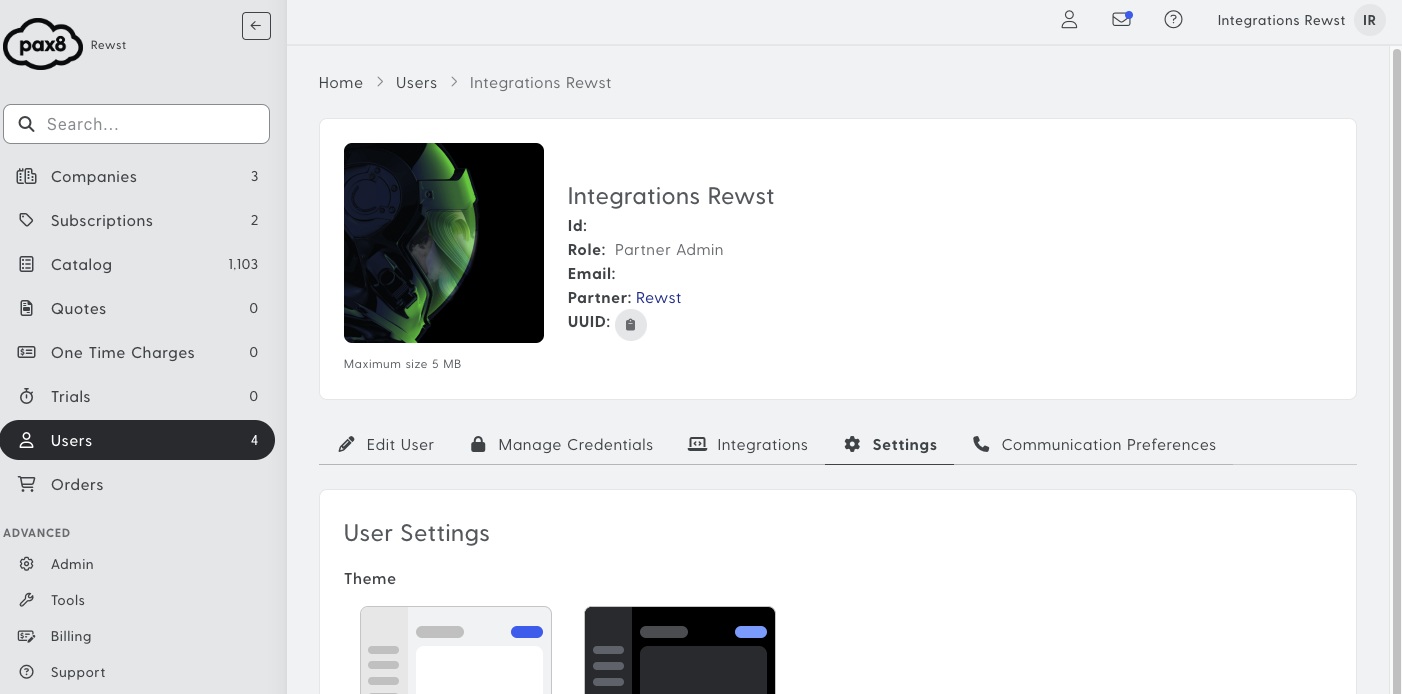 pax8 Rewst
Integrations Rewst IR
Search...
Companies 3
Subscriptions 2
Catalog 1,103
Quotes 0
One Time Charges 0
Trials 0
Users 4
Orders
ADVANCED
Admin
Tools
Billing
Support
Home > Users > Integrations Rewst
Integrations Rewst
Id:
Role: Partner Admin
Email:
Partner: Rewst
UUID:
Maximum size 5 MB
Edit User Manage Credentials Integrations Settings Communication Preferences
User Settings
Theme